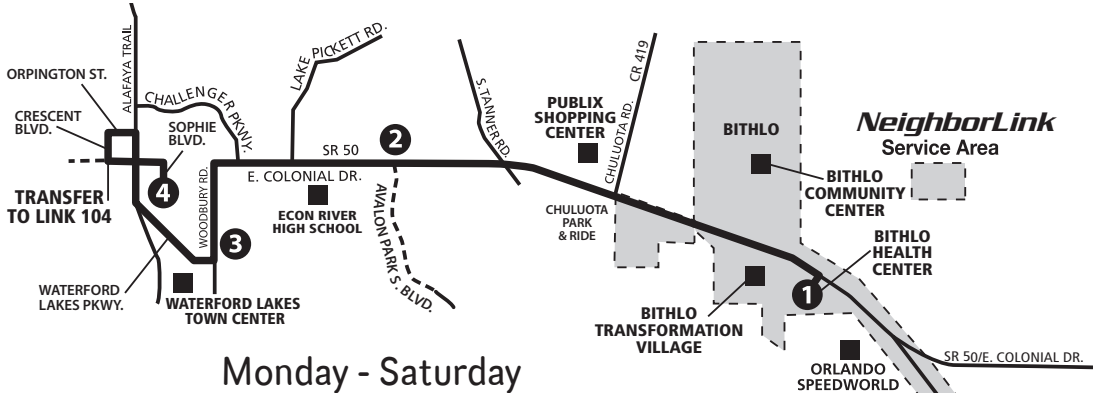 ORPINGTON ST.
CRESCENT
BLVD.
ALAFAYA TRAIL
CHALLENGER PKWY.
SOPHIE
BLVD.
LAKE PICKETT RD.
TRANSFER
TO LINK 104
4
WOODBURY RD.
3
WATERFORD
LAKES PKWY.
WATERFORD LAKES
TOWN CENTER
SR 50
E. COLONIAL DR.
ECON RIVER
HIGH SCHOOL
2
AVALON PARK S. BLVD.
S.TANNER RD.
PUBLIX
SHOPPING
CENTER
CHULUOTA RD.
CR 419
CHULUOTA
PARK
& RIDE
BITHLO
BITHLO
COMMUNITY
CENTER
NeighborLink
Service Area
BITHLO
HEALTH
CENTER
1
BITHLO
TRANSFORMATION
VILLAGE
ORLANDO
SPEEDWORLD
SR 50/E. COLONIAL DR.
Monday - Saturday